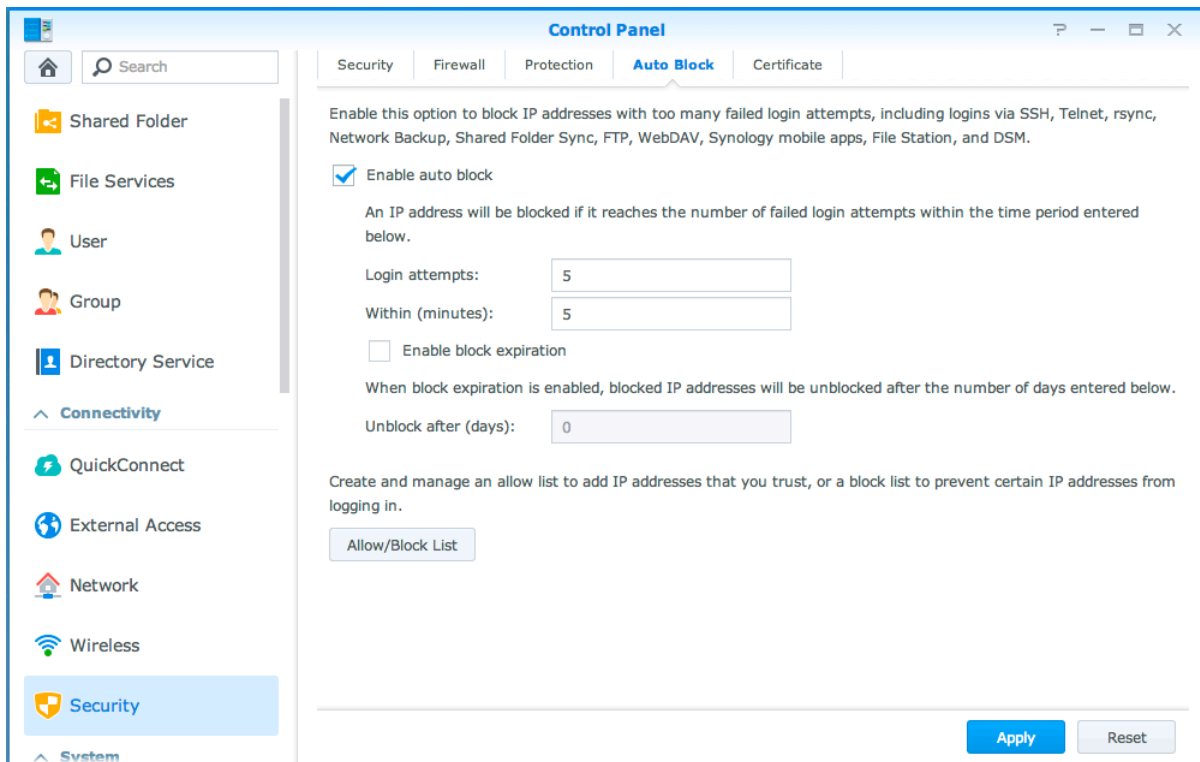 Control Panel
Search
Shared Folder
File Services
User
Group
Directory Service
Connectivity
QuickConnect
External Access
Network
Wireless
Security
System
Security
Firewall
Protection
Auto Block
Certificate
Enable this option to block IP addresses with too many failed login attempts, including logins via SSH, Telnet, rsync,
Network Backup, Shared Folder Sync, FTP, WebDAV, Synology mobile apps, File Station, and DSM.
Enable auto block
An IP address will be blocked if it reaches the number of failed login attempts within the time period entered
below.
Login attempts: 5
Within (minutes): 5
Enable block expiration
When block expiration is enabled, blocked IP addresses will be unblocked after the number of days entered below.
Unblock after (days): 0
Create and manage an allow list to add IP addresses that you trust, or a block list to prevent certain IP addresses from
logging in.
Allow/Block List
Apply
Reset